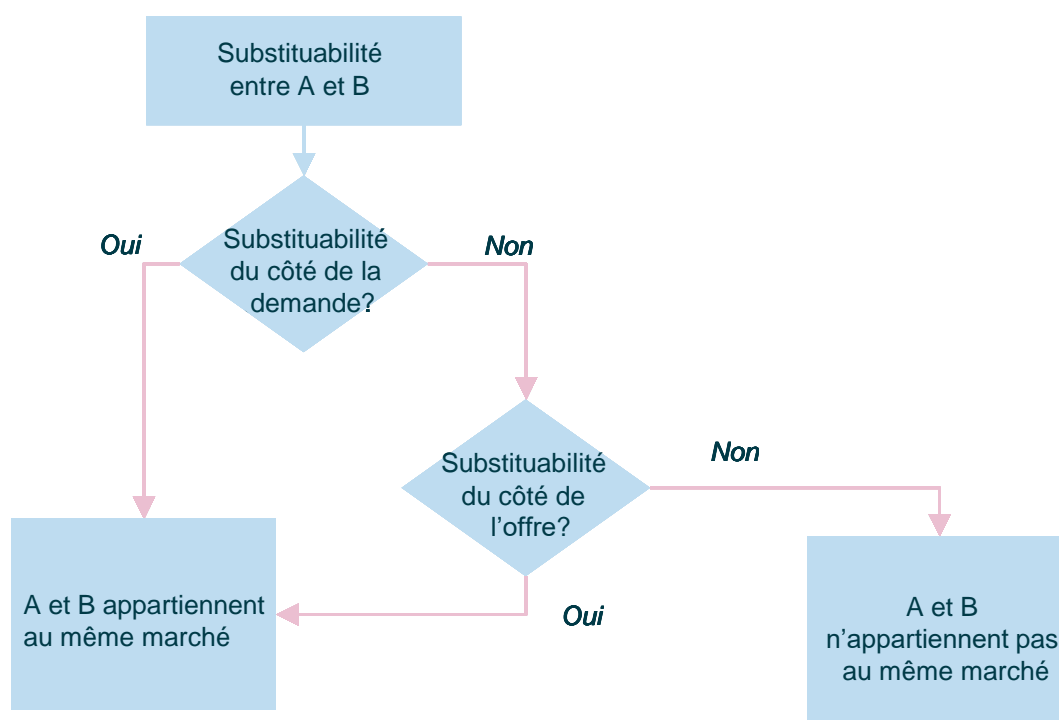 Substituabilité
entre A et B
Oui
Substituabilité
du côté de la
demande?
Non
Substituabilité
du côté de
l’offre?
Non
A et B appartiennent
au même marché
Oui
A et B
n’appartiennent pas
au même marché